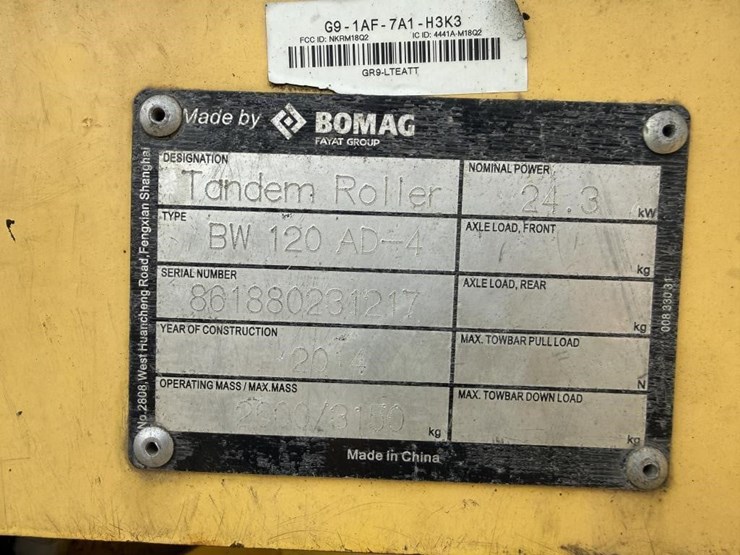 G9-1AF-7A1-H3K3
FCC ID: NKRM18Q2 IC ID: 4441A-M18Q2
GR9-LTEATT
Made by BOMAG
FAYAT GROUP
DESIGNATION
Tandem Roller
NOMINAL POWER
24.3 kW
TYPE
BW 120 AD-4
AXLE LOAD, FRONT
kg
SERIAL NUMBER
861880231217
AXLE LOAD, REAR
kg
YEAR OF CONSTRUCTION
2014
MAX. TOWBAR PULL LOAD
N
OPERATING MASS / MAX.MASS
kg
MAX. TOWBAR DOWN LOAD
kg
Made in China
No.2808,West Huancheng Road,Fengxian Shanghai
008 330 31